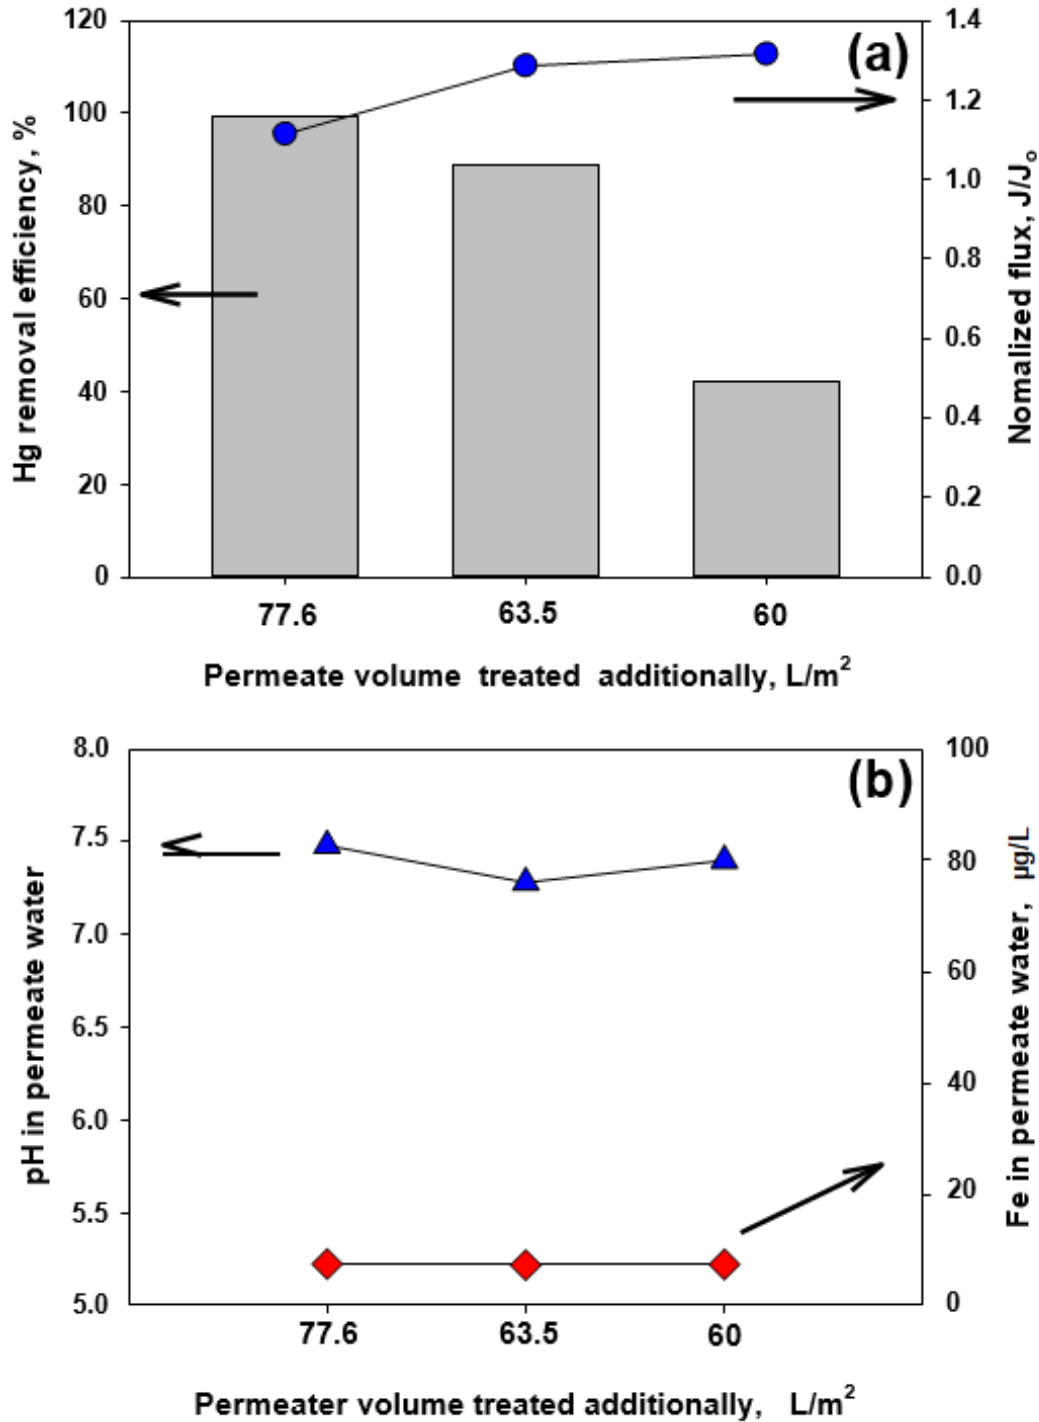 (a)
Hg removal efficiency, %
120
100
80
60
40
20
0
1.4
1.2
1.0
0.8
0.6
0.4
0.2
0.0
Nomalized flux, J/Jo
77.6 63.5 60
Permeate volume treated additionally, L/m²
(b)
pH in permeate water
8.0
7.5
7.0
6.5
6.0
5.5
5.0
100
80
60
40
20
0
Fe in permeate water, µg/L
77.6 63.5 60
Permeater volume treated additionally, L/m²